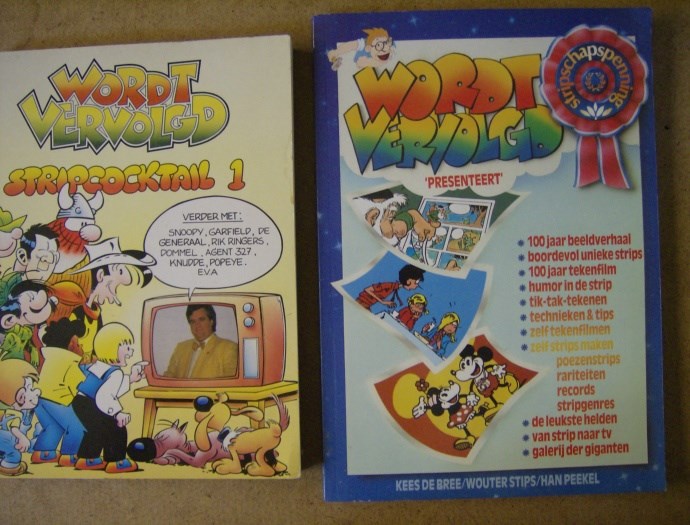 WORDT
VERVOLGD
STRIPCOCKTAIL 1
VERDER MET:
SNOOPY, GARFIELD, DE
GENERAAL, RIK RINGERS,
DOMMEL, AGENT 327,
KNUDDE, POPEYE.
E.V.A
WORDT
VERVOLGD
'PRESENTEERT'
stripschapspenning
100 jaar beeldverhaal
boordevol unieke strips
100 jaar tekenfilm
humor in de strip
tik-tak-tekenen
technieken & tips
zelf tekenfilmen
zelf strips maken
poezenstrips
rariteiten
records
stripgenres
de leukste helden
van strip naar tv
galerij der giganten
KEES DE BREE/WOUTER STIPS/HAN PEEKEL